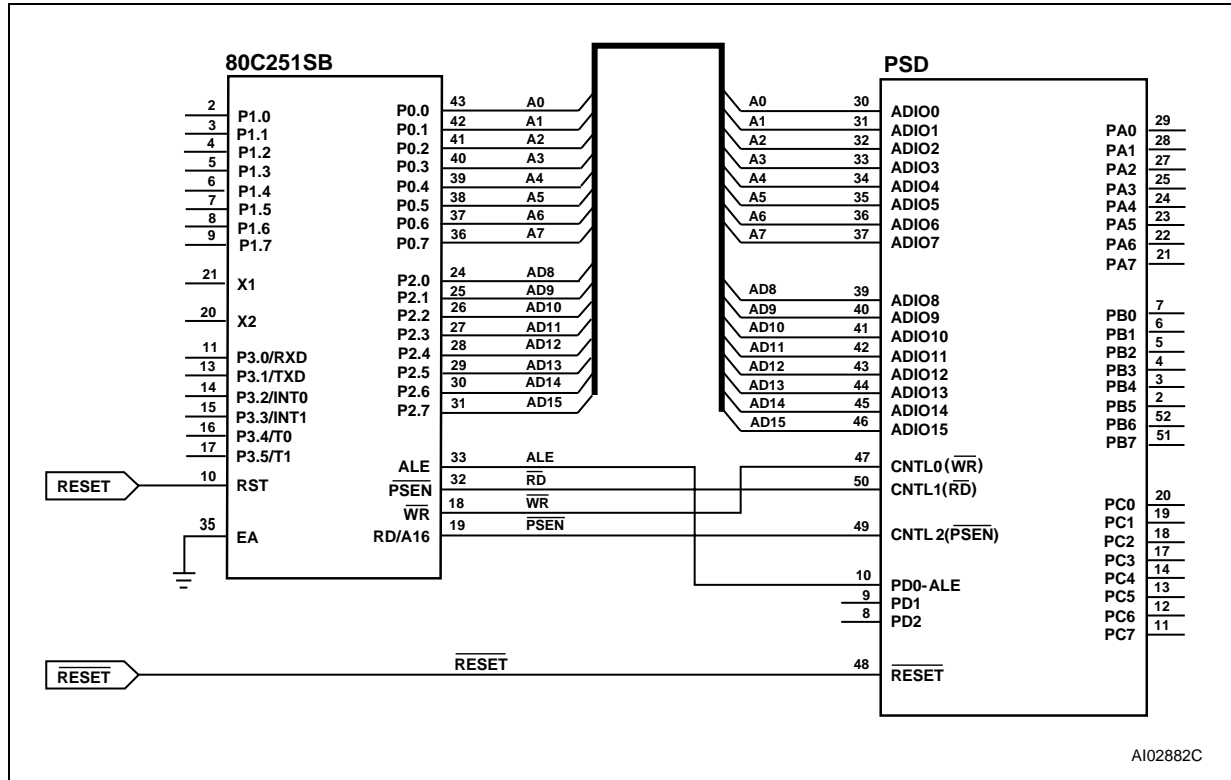 80C251SB
PSD
2 P1.0
3 P1.1
4 P1.2
5 P1.3
6 P1.4
7 P1.5
8 P1.6
9 P1.7
21 X1
20 X2
11 P3.0/RXD
13 P3.1/TXD
14 P3.2/INT0
15 P3.3/INT1
16 P3.4/T0
17 P3.5/T1
RESET 10 RST
35 EA
P0.0 43 A0
P0.1 42 A1
P0.2 41 A2
P0.3 40 A3
P0.4 39 A4
P0.5 38 A5
P0.6 37 A6
P0.7 36 A7
P2.0 24 AD8
P2.1 25 AD9
P2.2 26 AD10
P2.3 27 AD11
P2.4 28 AD12
P2.5 29 AD13
P2.6 30 AD14
P2.7 31 AD15
ALE 33 ALE
PSEN 32 RD
WR 18 WR
RD/A16 19 PSEN
A0 30 ADIO0
A1 31 ADIO1
A2 32 ADIO2
A3 33 ADIO3
A4 34 ADIO4
A5 35 ADIO5
A6 36 ADIO6
A7 37 ADIO7
AD8 39 ADIO8
AD9 40 ADIO9
AD10 41 ADIO10
AD11 42 ADIO11
AD12 43 ADIO12
AD13 44 ADIO13
AD14 45 ADIO14
AD15 46 ADIO15
47 CNTL0(WR)
50 CNTL1(RD)
49 CNTL 2(PSEN)
10 PD0-ALE
9 PD1
8 PD2
RESET RESET 48 RESET
PA0 29
PA1 28
PA2 27
PA3 25
PA4 24
PA5 23
PA6 22
PA7 21
PB0 7
PB1 6
PB2 5
PB3 4
PB4 3
PB5 2
PB6 52
PB7 51
PC0 20
PC1 19
PC2 18
PC3 17
PC4 14
PC5 13
PC6 12
PC7 11
AI02882C